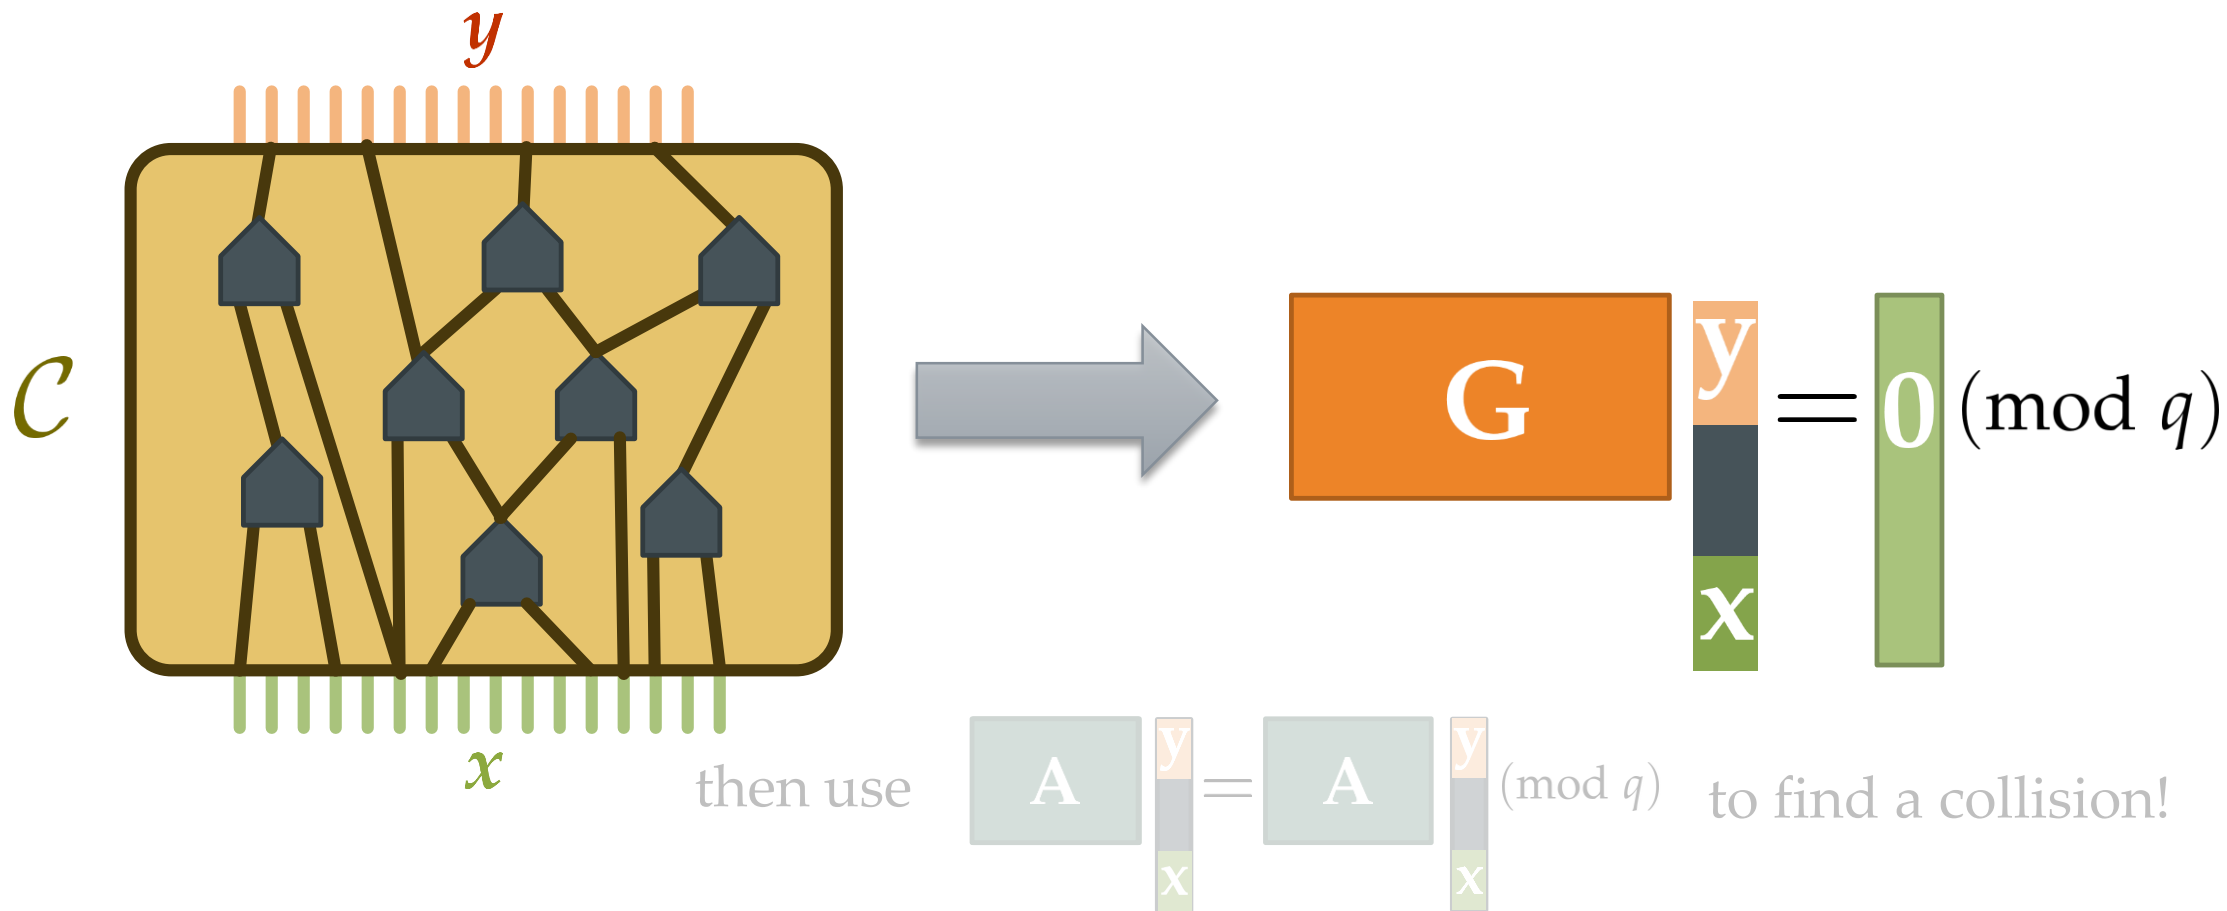 y
C
x
G y x = 0 (mod q)
then use A y x = A y x (mod q) to find a collision!